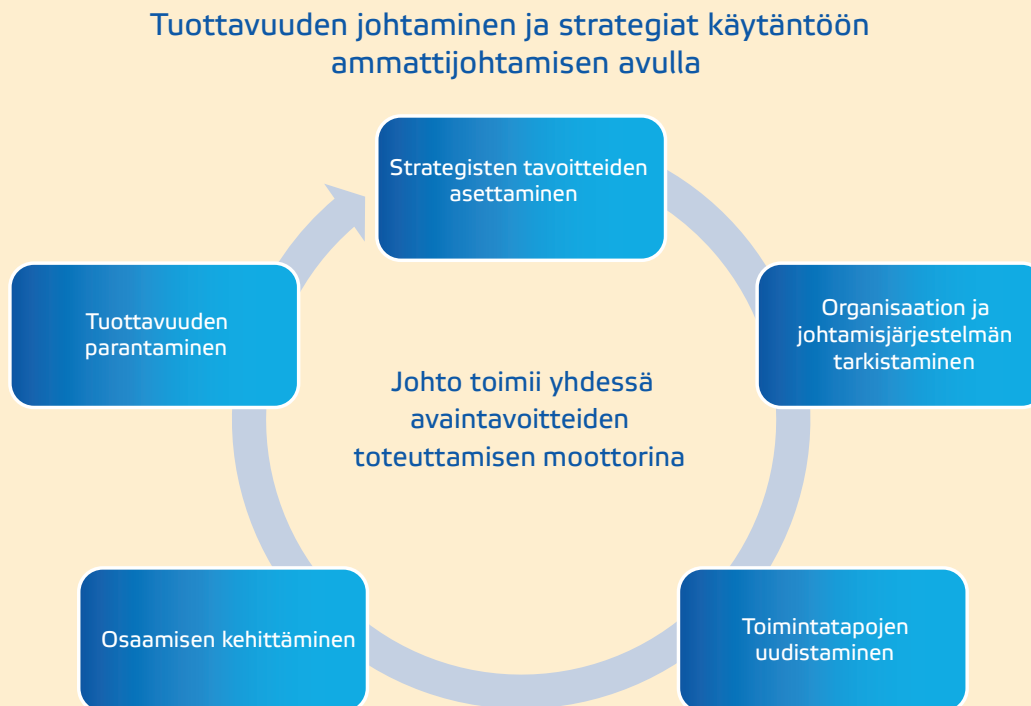 Tuottavuuden johtaminen ja strategiat käytäntöön
ammattijohtamisen avulla
Strategisten tavoitteiden
asettaminen
Organisaation ja
johtamisjärjestelmän
tarkistaminen
Toimintatapojen
uudistaminen
Osaamisen kehittäminen
Tuottavuuden
parantaminen
Johto toimii yhdessä
avaintavoitteiden
toteuttamisen moottorina